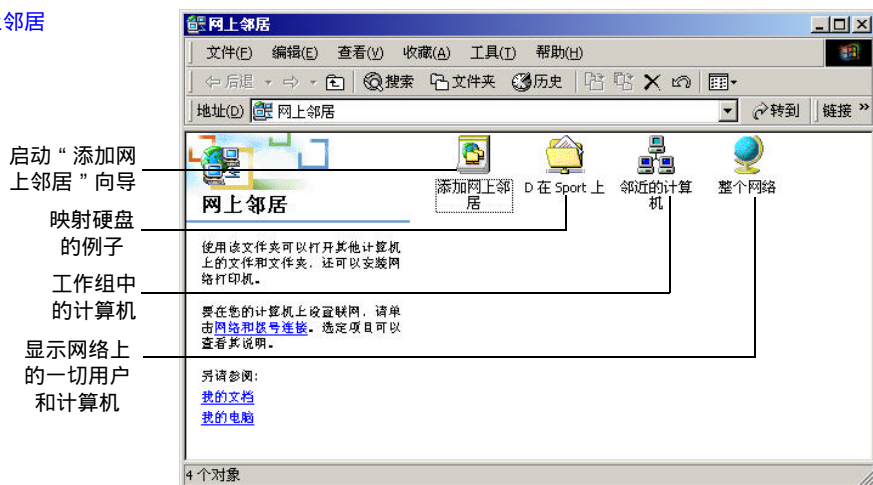 上邻居
网上邻居
文件(F) 编辑(E) 查看(V) 收藏(A) 工具(T) 帮助(H)
后退 搜索 文件夹 历史
地址(D) 网上邻居 转到 链接 »
启动“添加网
上邻居”向导
映射硬盘
的例子
工作组中
的计算机
显示网络上
的一切用户
和计算机
网上邻居
使用该文件夹可以打开其他计算机
上的文件和文件夹，还可以安装网
络打印机。
要在您的计算机上设置联网，请单
击网络和拨号连接。选定项目可以
查看其说明。
另请参阅:
我的文档
我的电脑
添加网上邻
居
D 在 Sport 上
邻近的计算
机
整个网络
4 个对象